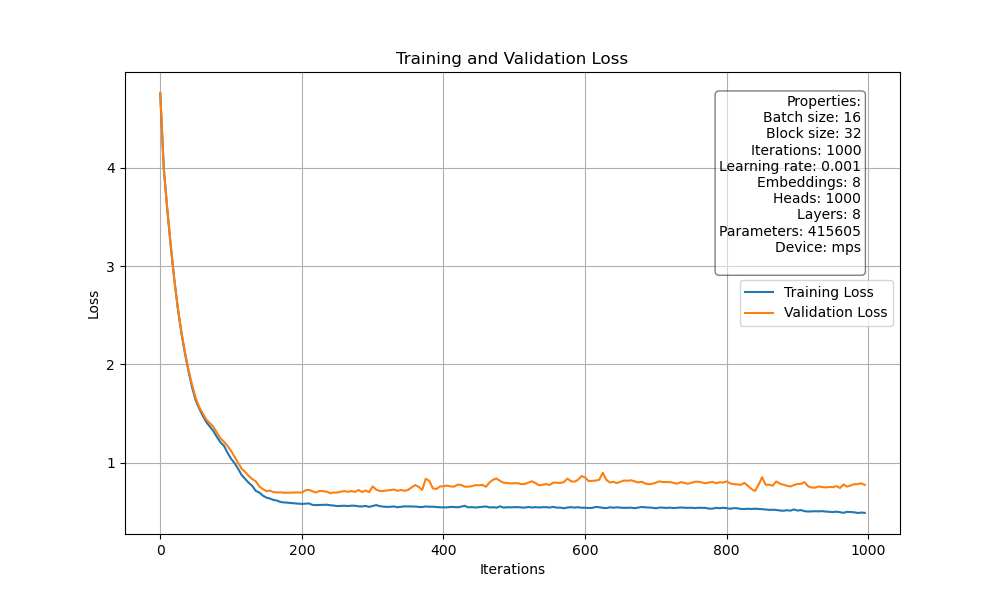 Training and Validation Loss
Properties:
Batch size: 16
Block size: 32
Iterations: 1000
Learning rate: 0.001
Embeddings: 8
Heads: 1000
Layers: 8
Parameters: 415605
Device: mps
Training Loss
Validation Loss
Loss
4
3
2
1
0 200 400 600 800 1000
Iterations